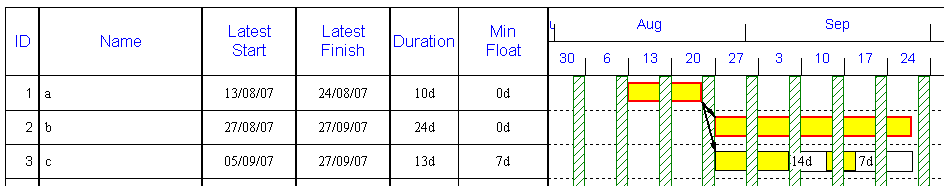 Aug Sep
ID Name Latest Start Latest Finish Duration Min Float
30 6 13 20 27 3 10 17 24
1 a 13/08/07 24/08/07 10d 0d
2 b 27/08/07 27/09/07 24d 0d
3 c 05/09/07 27/09/07 13d 7d 14d 7d